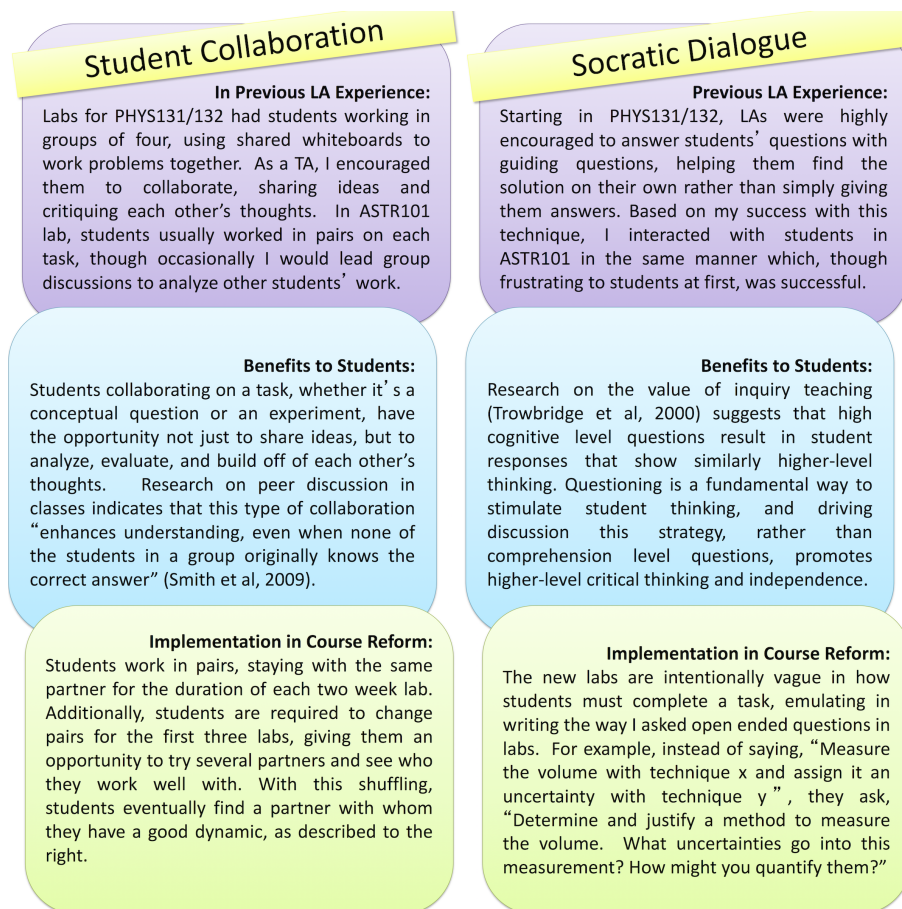 Student Collaboration
In Previous LA Experience:
Labs for PHYS131/132 had students working in
groups of four, using shared whiteboards to
work problems together. As a TA, I encouraged
them to collaborate, sharing ideas and
critiquing each other's thoughts. In ASTR101
lab, students usually worked in pairs on each
task, though occasionally I would lead group
discussions to analyze other students' work.
Benefits to Students:
Students collaborating on a task, whether it's a
conceptual question or an experiment, have
the opportunity not just to share ideas, but to
analyze, evaluate, and build off of each other's
thoughts. Research on peer discussion in
classes indicates that this type of collaboration
"enhances understanding, even when none of
the students in a group originally knows the
correct answer" (Smith et al, 2009).
Implementation in Course Reform:
Students work in pairs, staying with the same
partner for the duration of each two week lab.
Additionally, students are required to change
pairs for the first three labs, giving them an
opportunity to try several partners and see who
they work well with. With this shuffling,
students eventually find a partner with whom
they have a good dynamic, as described to the
right.
Socratic Dialogue
Previous LA Experience:
Starting in PHYS131/132, LAs were highly
encouraged to answer students' questions with
guiding questions, helping them find the
solution on their own rather than simply giving
them answers. Based on my success with this
technique, I interacted with students in
ASTR101 in the same manner which, though
frustrating to students at first, was successful.
Benefits to Students:
Research on the value of inquiry teaching
(Trowbridge et al, 2000) suggests that high
cognitive level questions result in student
responses that show similarly higher-level
thinking. Questioning is a fundamental way to
stimulate student thinking, and driving
discussion this strategy, rather than
comprehension level questions, promotes
higher-level critical thinking and independence.
Implementation in Course Reform:
The new labs are intentionally vague in how
students must complete a task, emulating in
writing the way I asked open ended questions in
labs. For example, instead of saying, "Measure
the volume with technique x and assign it an
uncertainty with technique y", they ask,
"Determine and justify a method to measure
the volume. What uncertainties go into this
measurement? How might you quantify them?"